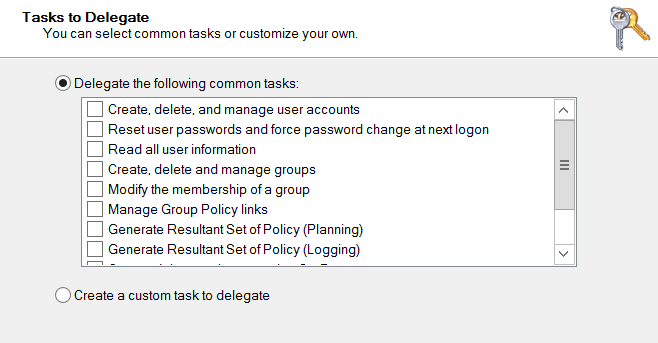 Tasks to Delegate
You can select common tasks or customize your own.
Delegate the following common tasks:
Create, delete, and manage user accounts
Reset user passwords and force password change at next logon
Read all user information
Create, delete and manage groups
Modify the membership of a group
Manage Group Policy links
Generate Resultant Set of Policy (Planning)
Generate Resultant Set of Policy (Logging)
Create a custom task to delegate